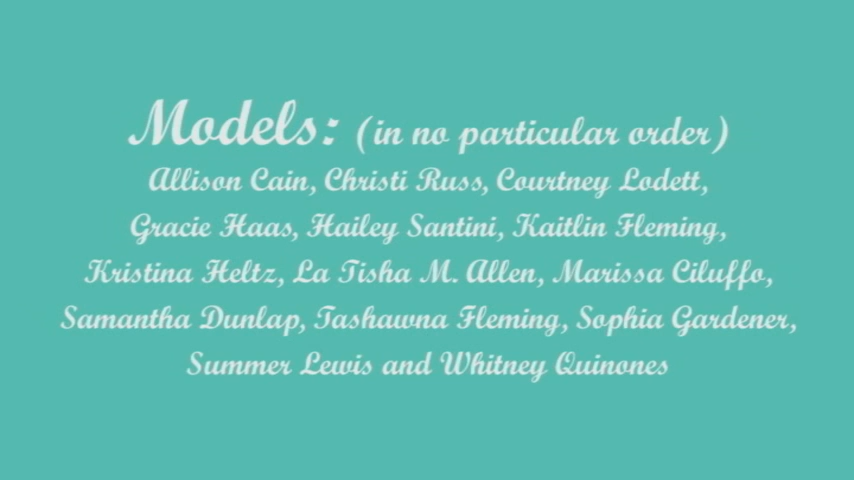 Models: (in no particular order)
Allison Cain, Christi Russ, Courtney Lodett,
Gracie Haas, Hailey Santini, Kaitlin Fleming,
Kristina Heltz, La Tisha M. Allen, Marissa Ciluffo,
Samantha Dunlap, Tashawna Fleming, Sophia Gardener,
Summer Lewis and Whitney Quinones